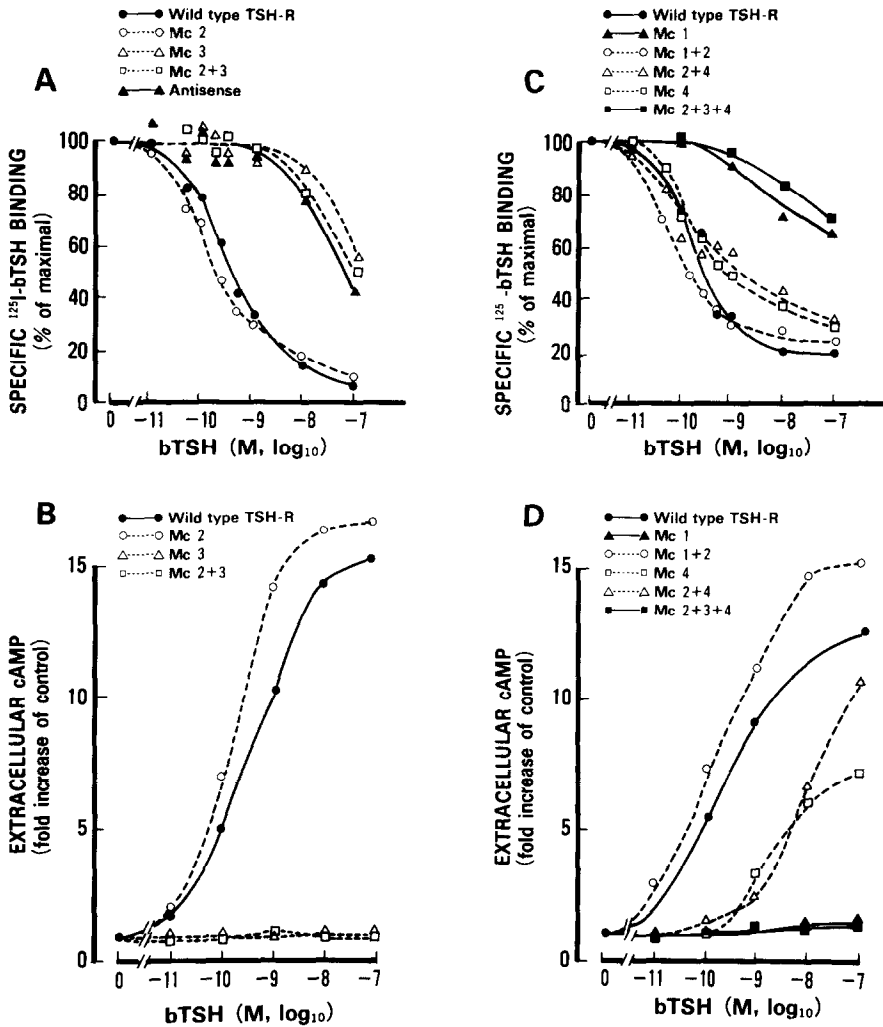 A
Wild type TSH-R
Mc 2
Mc 3
Mc 2+3
Antisense
SPECIFIC ¹²⁵I-bTSH BINDING
(% of maximal)
100
80
60
40
20
0
0 −11 −10 −9 −8 −7
bTSH (M, log₁₀)
C
Wild type TSH-R
Mc 1
Mc 1+2
Mc 2+4
Mc 4
Mc 2+3+4
SPECIFIC ¹²⁵ -bTSH BINDING
(% of maximal)
100
80
60
40
20
0
0 −11 −10 −9 −8 −7
bTSH (M, log₁₀)
B
Wild type TSH-R
Mc 2
Mc 3
Mc 2+3
EXTRACELLULAR cAMP
(fold increase of control)
15
10
5
0
0 −11 −10 −9 −8 −7
bTSH (M, log₁₀)
D
Wild type TSH-R
Mc 1
Mc 1+2
Mc 4
Mc 2+4
Mc 2+3+4
EXTRACELLULAR cAMP
(fold increase of control)
15
10
5
0
0 −11 −10 −9 −8 −7
bTSH (M, log₁₀)